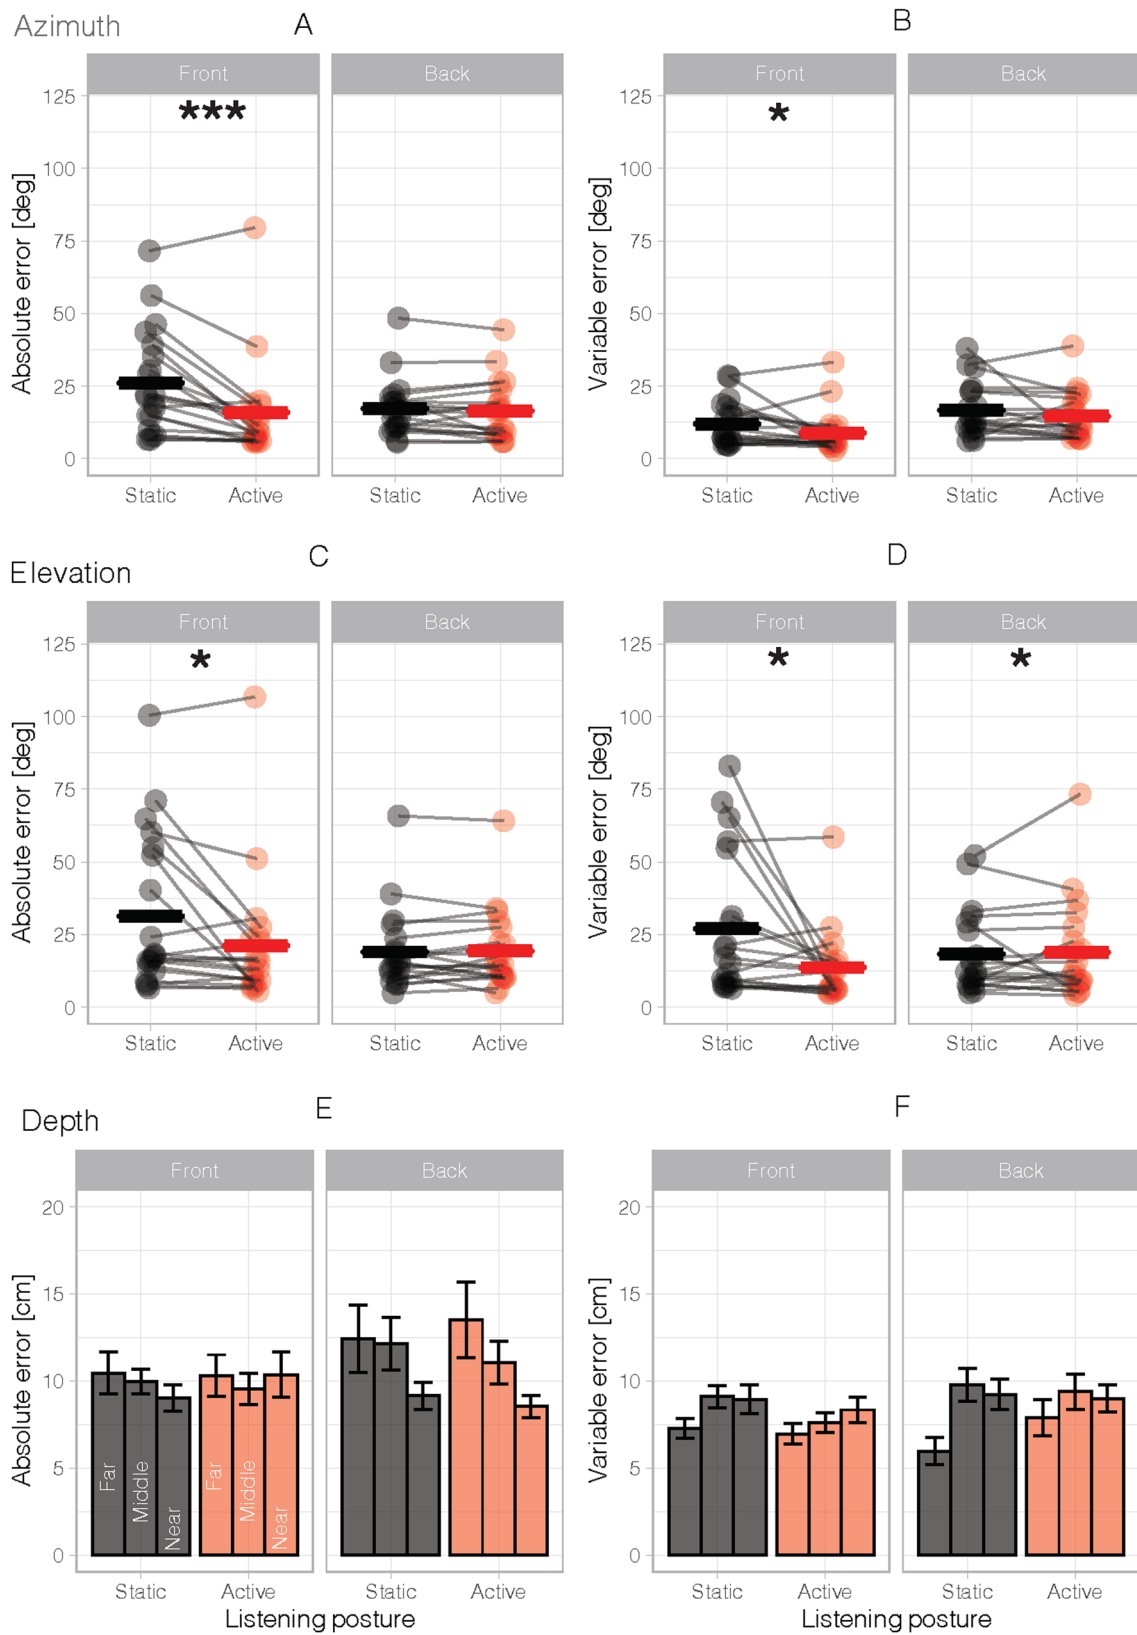 Azimuth
A
B
Front
Back
Front
Back
***
*
Absolute error [deg]
125
100
75
50
25
0
Variable error [deg]
125
100
75
50
25
0
Static
Active
Static
Active
Static
Active
Static
Active
Elevation
C
D
Front
Back
Front
Back
*
*
*
Absolute error [deg]
125
100
75
50
25
0
Variable error [deg]
125
100
75
50
25
0
Static
Active
Static
Active
Static
Active
Static
Active
Depth
E
F
Front
Back
Front
Back
Absolute error [cm]
20
15
10
5
0
Far
Middle
Near
Far
Middle
Near
Variable error [cm]
20
15
10
5
0
Static
Active
Static
Active
Static
Active
Static
Active
Listening posture
Listening posture